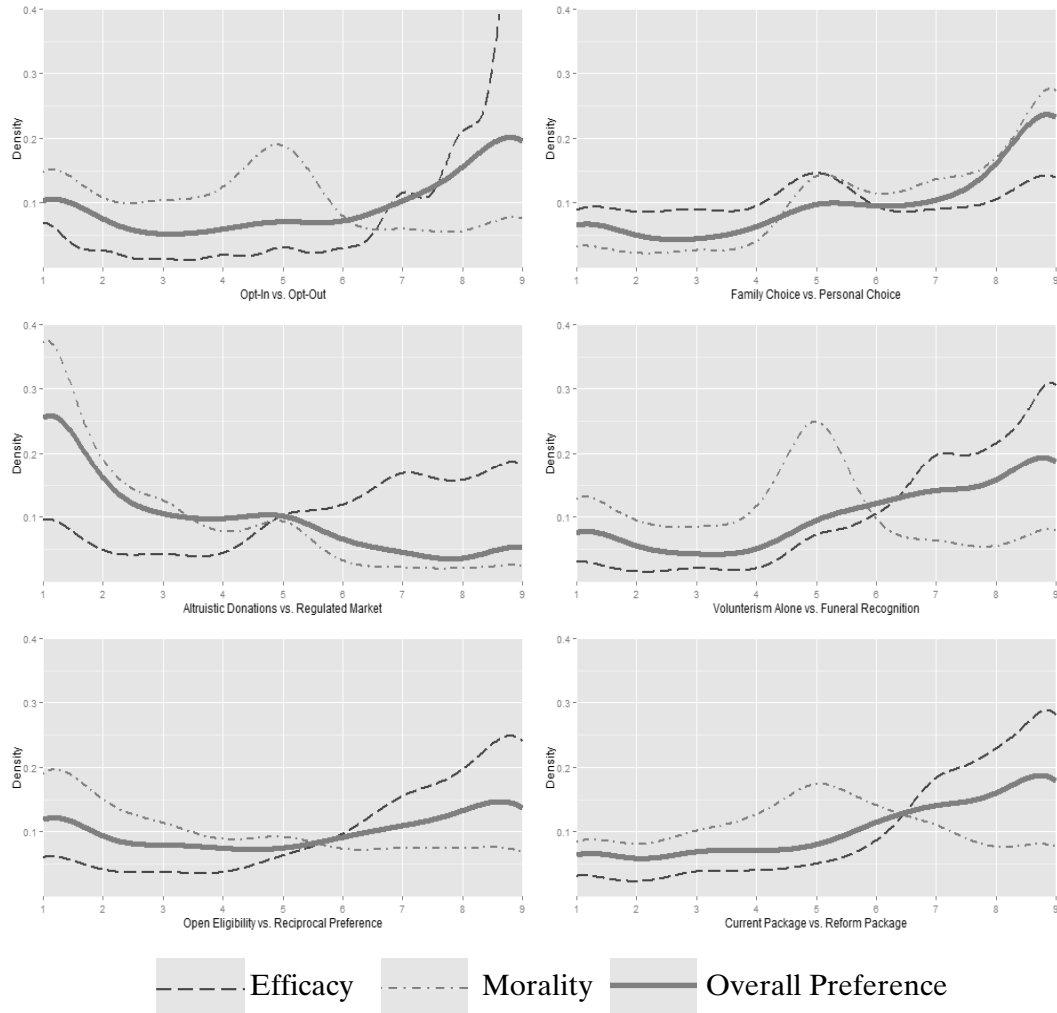 0.4
0.3
0.2
0.1
Density
1 2 3 4 5 6 7 8 9
Opt-In vs. Opt-Out
0.4
0.3
0.2
0.1
Density
1 2 3 4 5 6 7 8 9
Family Choice vs. Personal Choice
0.4
0.3
0.2
0.1
Density
1 2 3 4 5 6 7 8 9
Altruistic Donations vs. Regulated Market
0.4
0.3
0.2
0.1
Density
1 2 3 4 5 6 7 8 9
Volunterism Alone vs. Funeral Recognition
0.4
0.3
0.2
0.1
Density
1 2 3 4 5 6 7 8 9
Open Eligibility vs. Reciprocal Preference
0.4
0.3
0.2
0.1
Density
1 2 3 4 5 6 7 8 9
Current Package vs. Reform Package
Efficacy Morality Overall Preference